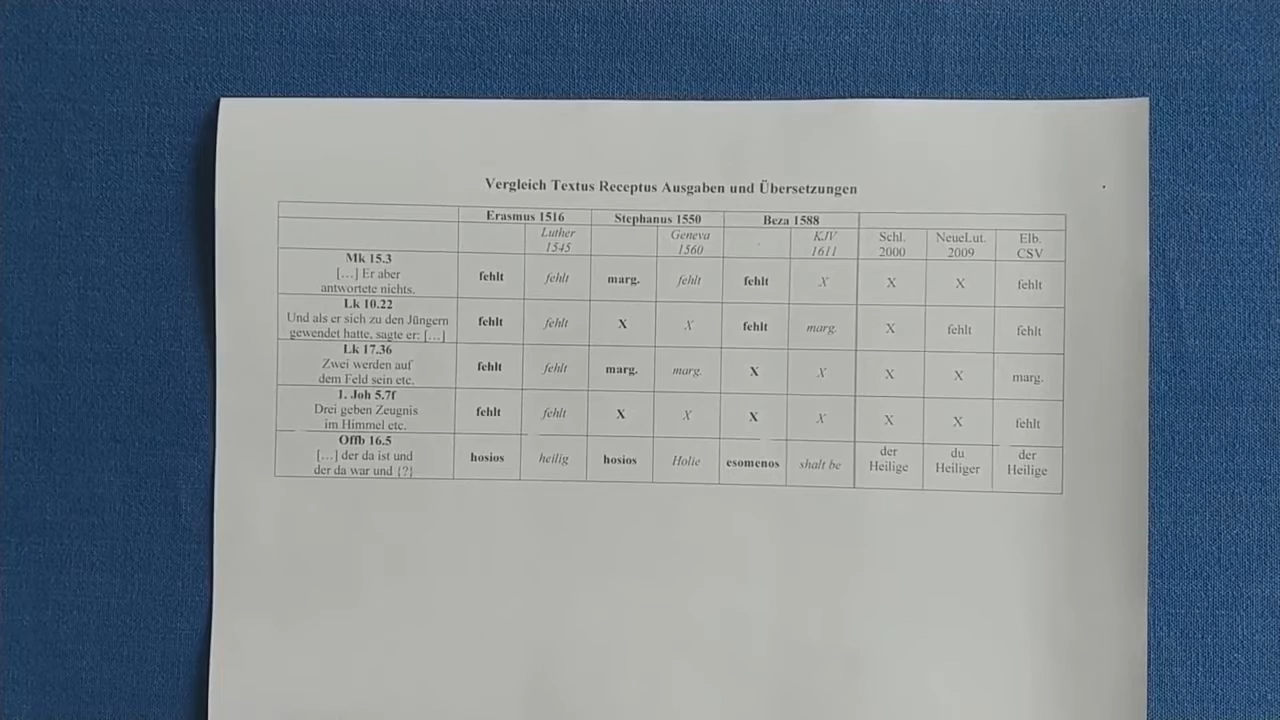 Vergleich Textus Receptus Ausgaben und Übersetzungen
Erasmus 1516 Stephanus 1550 Beza 1588
Luther 1545 Geneva 1560 KJV 1611 Schl. 2000 NeueLut. 2009 Elb. CSV
Mk 15.3
[…] Er aber
antwortete nichts.
fehlt fehlt marg. fehlt fehlt X X X fehlt
Lk 10.22
Und als er sich zu den Jüngern
gewendet hatte, sagte er: […]
fehlt fehlt X X fehlt marg. X fehlt fehlt
Lk 17.36
Zwei werden auf
dem Feld sein etc.
fehlt fehlt marg. marg. X X X X marg.
1. Joh 5.7f
Drei geben Zeugnis
im Himmel etc.
fehlt fehlt X X X X X X fehlt
Offb 16.5
[…] der da ist und
der da war und {?}
hosios heilig hosios Holie esomenos shalt be der Heilige du Heiliger der Heilige